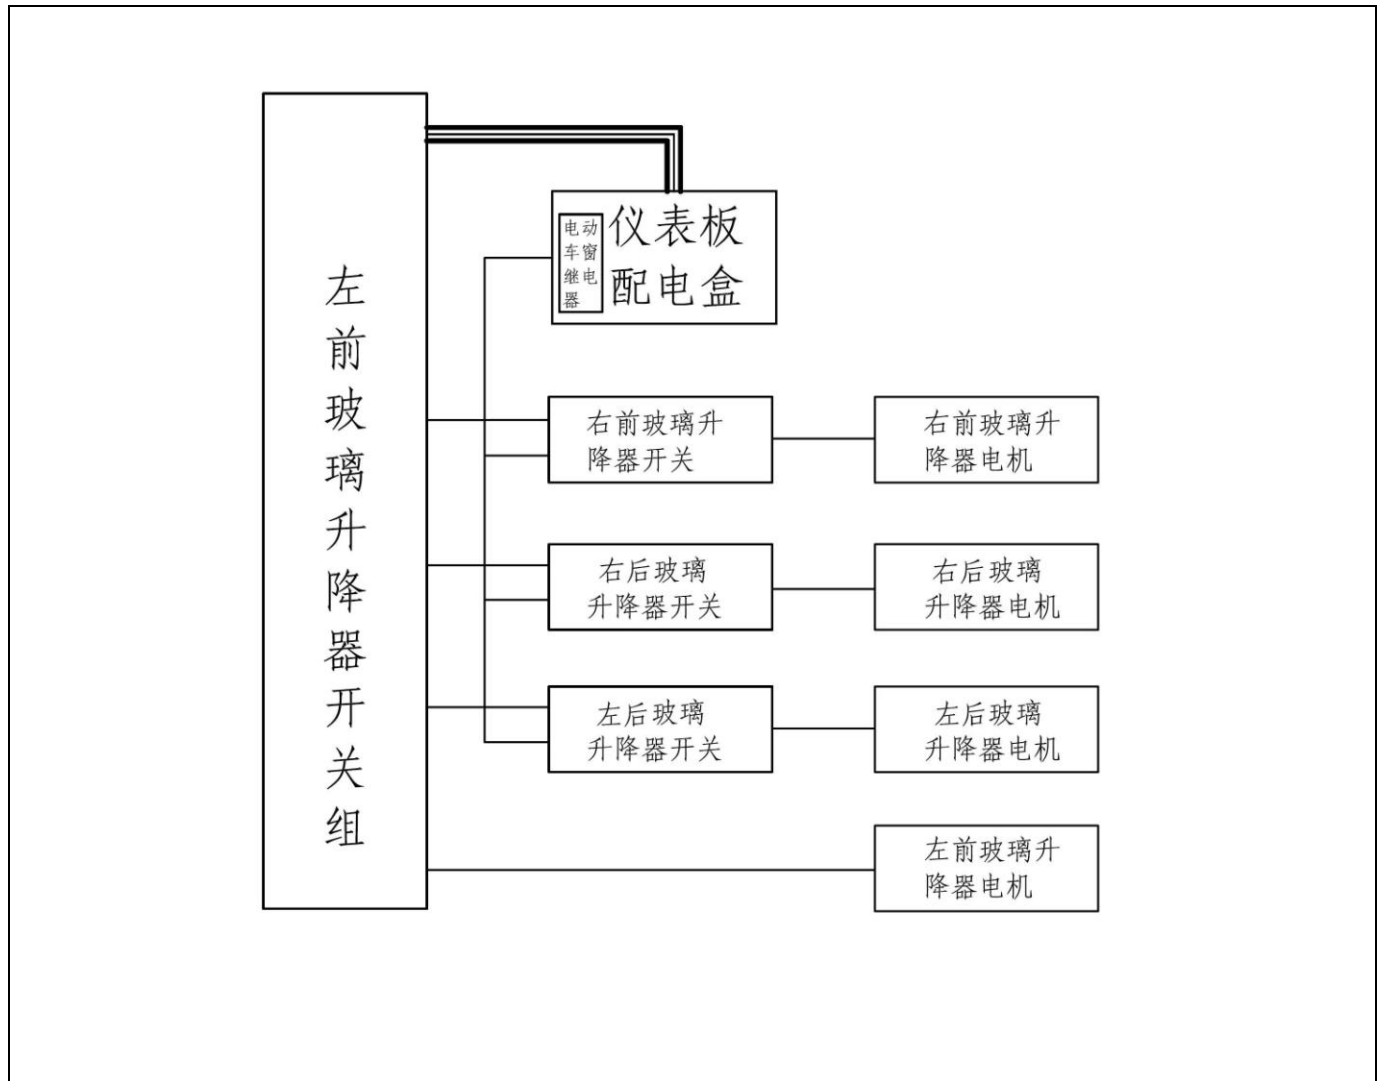 左前玻璃升降器开关组
电动
车窗
继电
器
仪表板
配电盒
右前玻璃升
降器开关
右前玻璃升
降器电机
右后玻璃
升降器开关
右后玻璃
升降器电机
左后玻璃
升降器开关
左后玻璃
升降器电机
左前玻璃升
降器电机